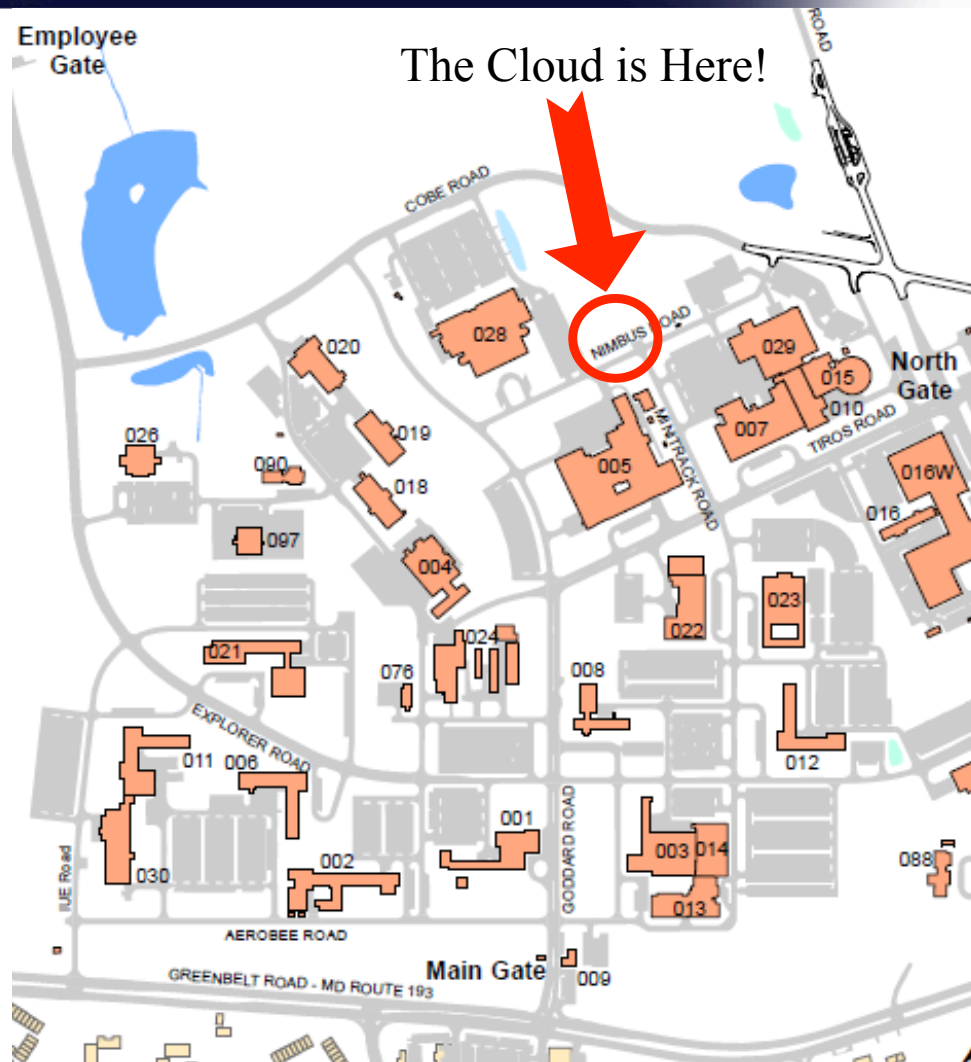 Employee
Gate
The Cloud is Here!
ROAD
COBE ROAD
NIMBUS ROAD
028
029
020
North
Gate
015
010
019
007
TIROS ROAD
026
MINITRACK ROAD
090
005
016W
018
016
097
004
023
022
024
021
076
008
EXPLORER ROAD
011
006
012
GODDARD ROAD
001
003
014
002
088
IUE Road
030
013
AEROBEE ROAD
Main Gate
009
GREENBELT ROAD - MD ROUTE 193